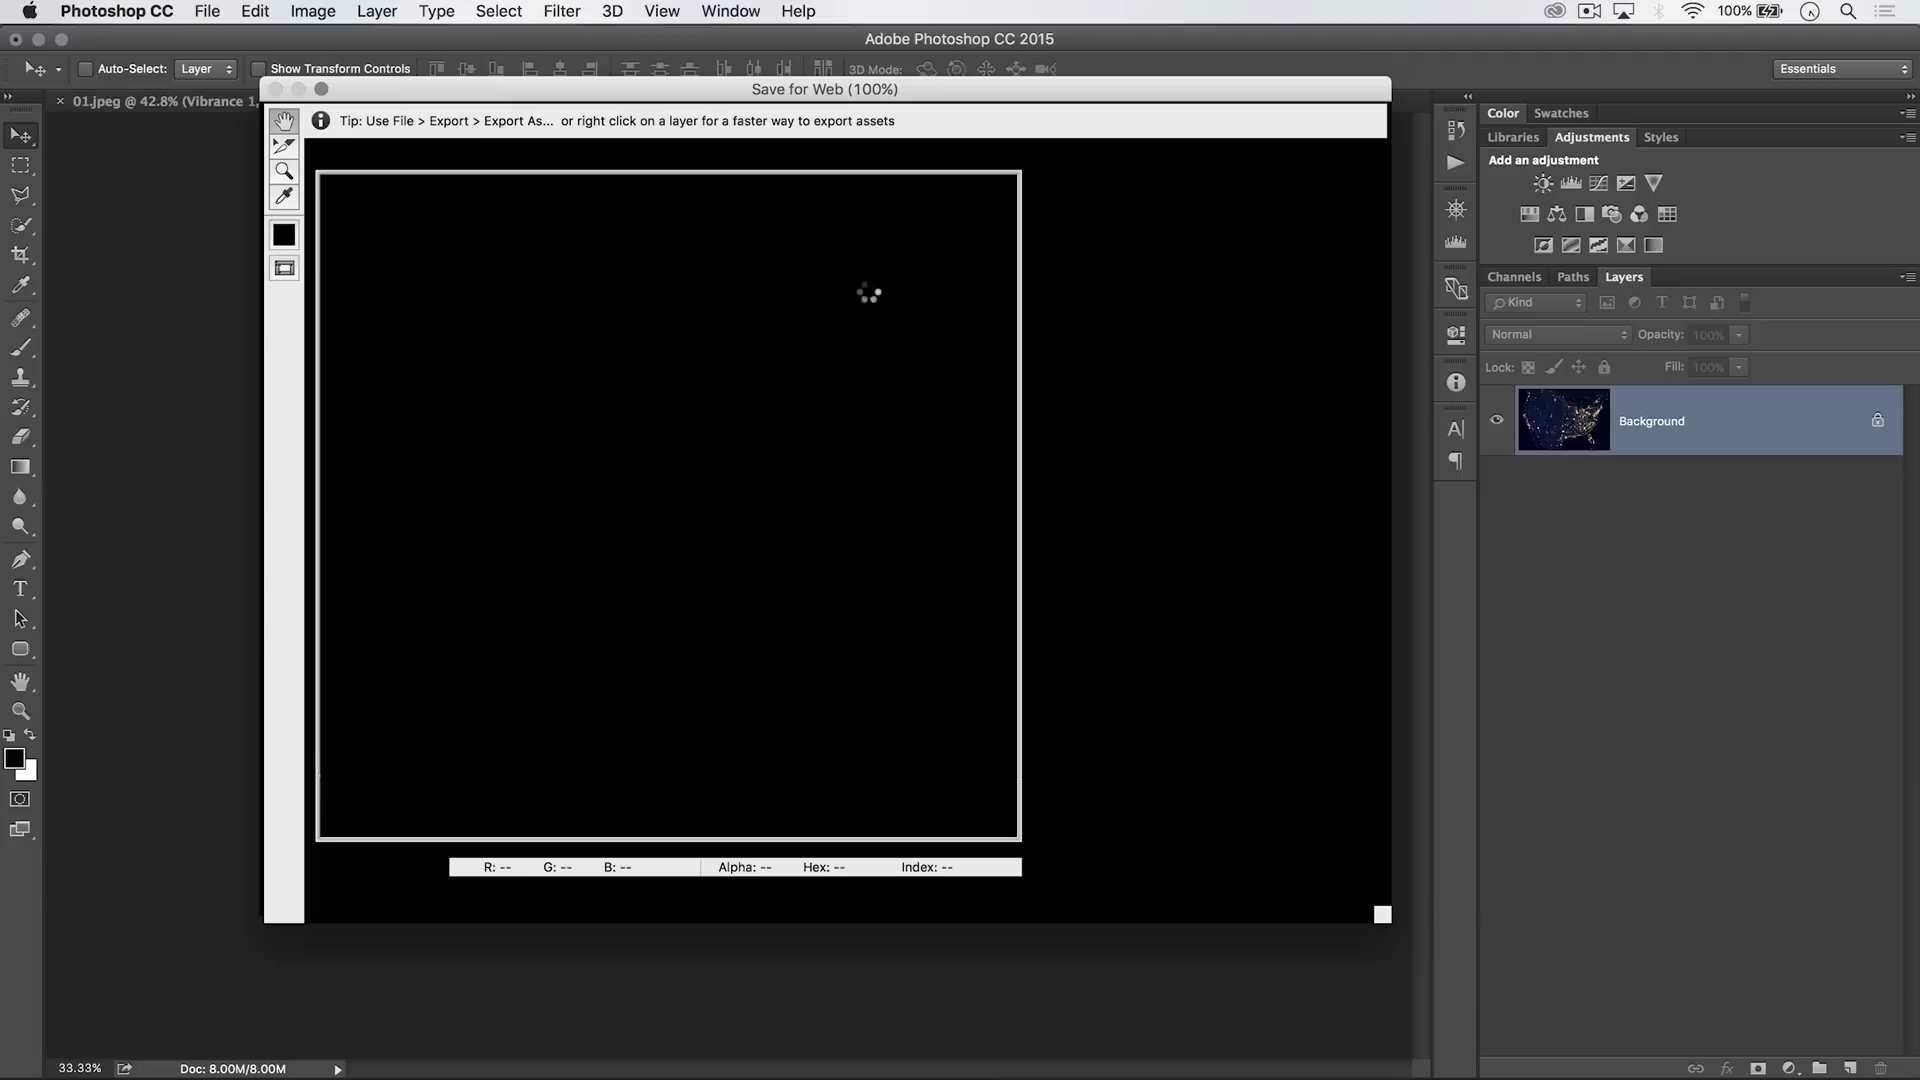 Photoshop CC File Edit Image Layer Type Select Filter 3D View Window Help 100%
Adobe Photoshop CC 2015
Auto-Select: Layer Show Transform Controls 3D Mode: Essentials
01.jpeg @ 42.8% (Vibrance 1,
Save for Web (100%)
Tip: Use File > Export > Export As... or right click on a layer for a faster way to export assets
R: -- G: -- B: -- Alpha: -- Hex: -- Index: --
Color Swatches
Libraries Adjustments Styles
Add an adjustment
Channels Paths Layers
Kind
Normal Opacity: 100%
Lock: Fill: 100%
Background
33.33% Doc: 8.00M/8.00M